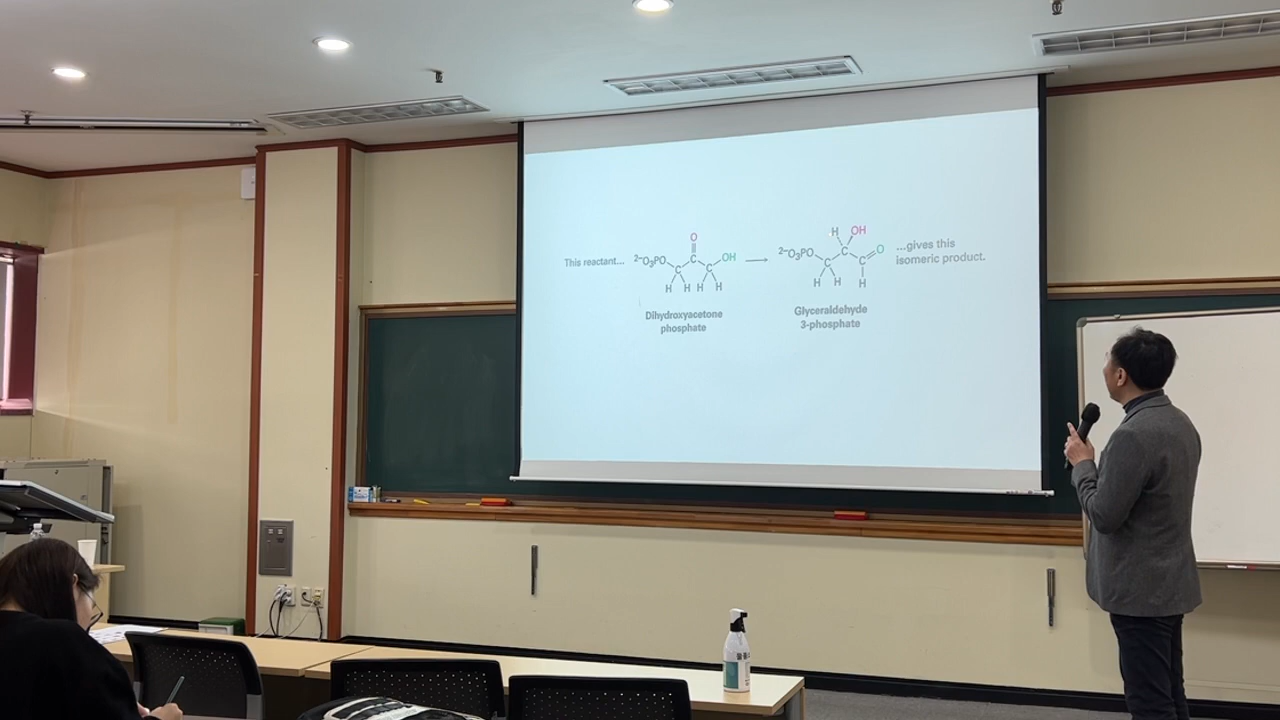 This reactant...
2−O3PO
C
O
C
C
OH
H H H H
Dihydroxyacetone
phosphate
2−O3PO
H
OH
C
C
C
O
H H
H
Glyceraldehyde
3-phosphate
...gives this
isomeric product.